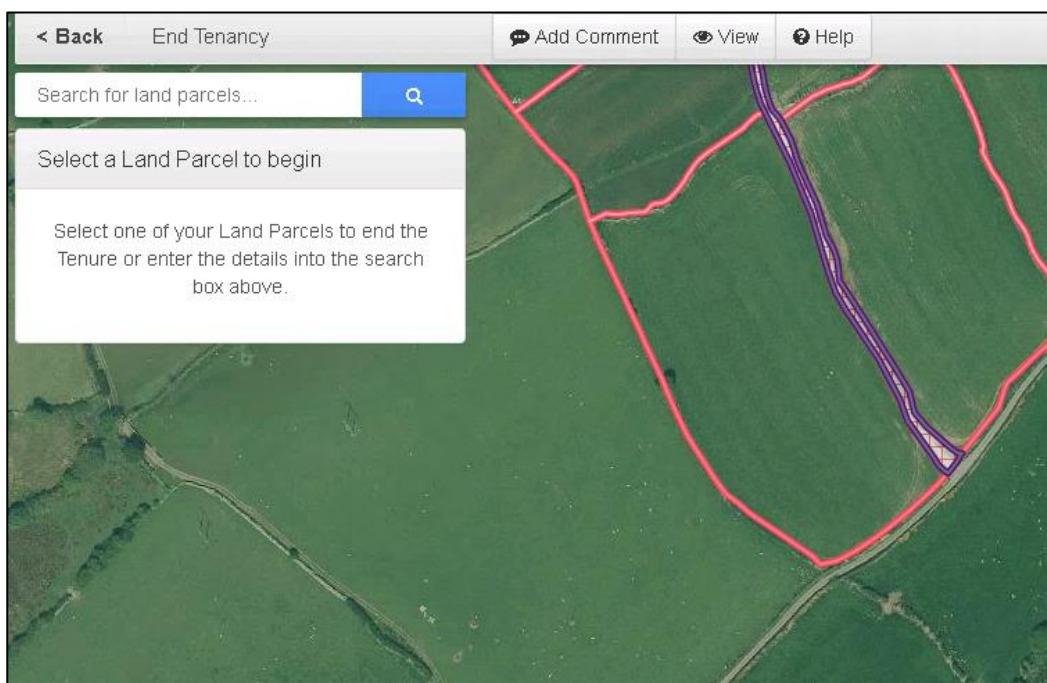 < Back End Tenancy Add Comment View Help
Search for land parcels...
Select a Land Parcel to begin
Select one of your Land Parcels to end the
Tenure or enter the details into the search
box above.